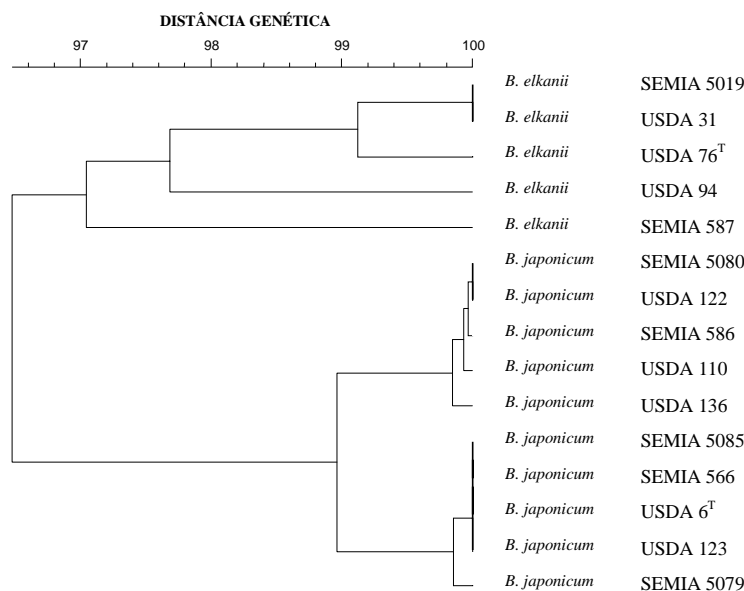 DISTÂNCIA GENÉTICA
97 98 99 100
B. elkanii SEMIA 5019
B. elkanii USDA 31
B. elkanii USDA 76ᵀ
B. elkanii USDA 94
B. elkanii SEMIA 587
B. japonicum SEMIA 5080
B. japonicum USDA 122
B. japonicum SEMIA 586
B. japonicum USDA 110
B. japonicum USDA 136
B. japonicum SEMIA 5085
B. japonicum SEMIA 566
B. japonicum USDA 6ᵀ
B. japonicum USDA 123
B. japonicum SEMIA 5079